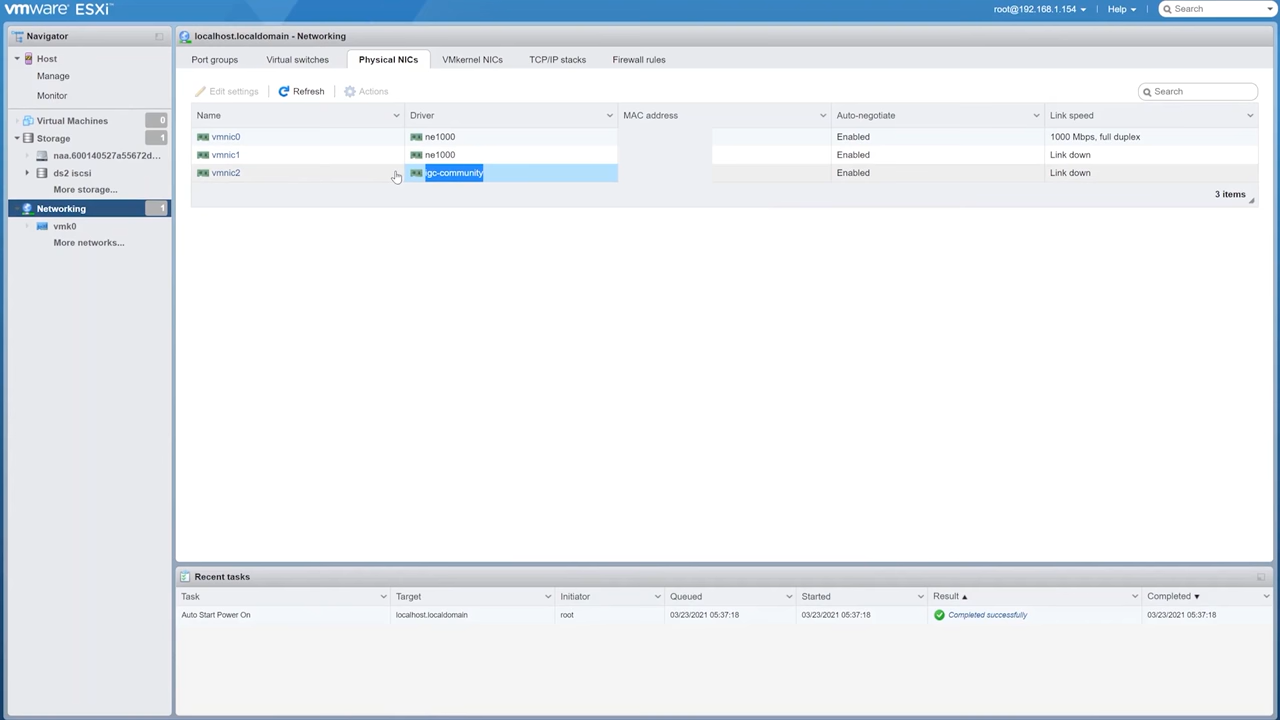 vmware ESXi™
root@192.168.1.154
Help
Search
Navigator
Host
Manage
Monitor
Virtual Machines 0
Storage 1
naa.600140527a55672d...
ds2 iscsi
More storage...
Networking 1
vmk0
More networks...
localhost.localdomain - Networking
Port groups
Virtual switches
Physical NICs
VMkernel NICs
TCP/IP stacks
Firewall rules
Edit settings
Refresh
Actions
Search
Name Driver MAC address Auto-negotiate Link speed
vmnic0 ne1000 Enabled 1000 Mbps, full duplex
vmnic1 ne1000 Enabled Link down
vmnic2 igc-community Enabled Link down
3 items
Recent tasks
Task Target Initiator Queued Started Result Completed
Auto Start Power On localhost.localdomain root 03/23/2021 05:37:18 03/23/2021 05:37:18 Completed successfully 03/23/2021 05:37:18